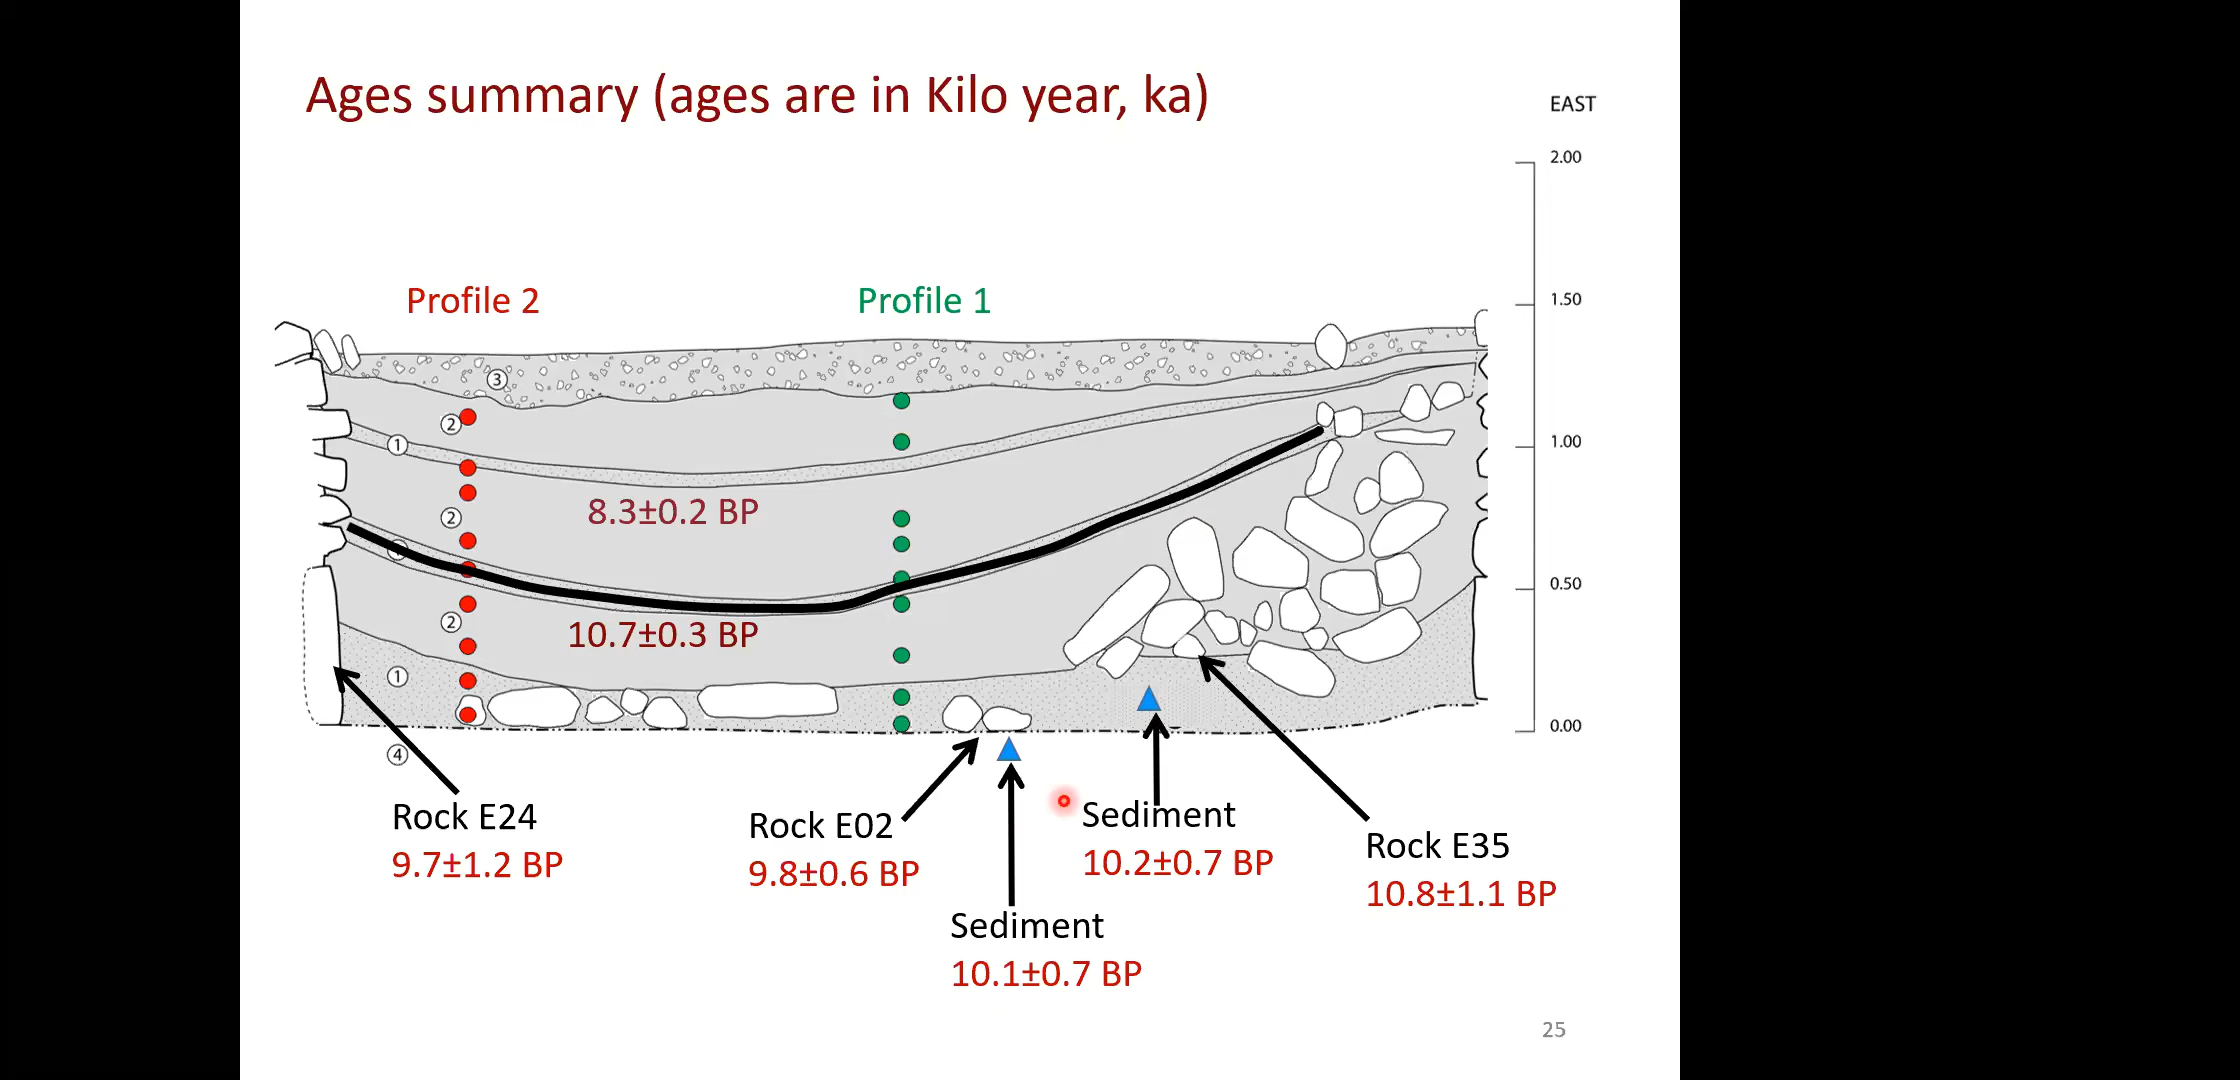 Ages summary (ages are in Kilo year, ka)
EAST
2.00
1.50
1.00
0.50
0.00
Profile 2
Profile 1
3
2
1
2
8.3±0.2 BP
2
10.7±0.3 BP
1
4
Rock E24
9.7±1.2 BP
Rock E02
9.8±0.6 BP
Sediment
10.1±0.7 BP
Sediment
10.2±0.7 BP
Rock E35
10.8±1.1 BP
25